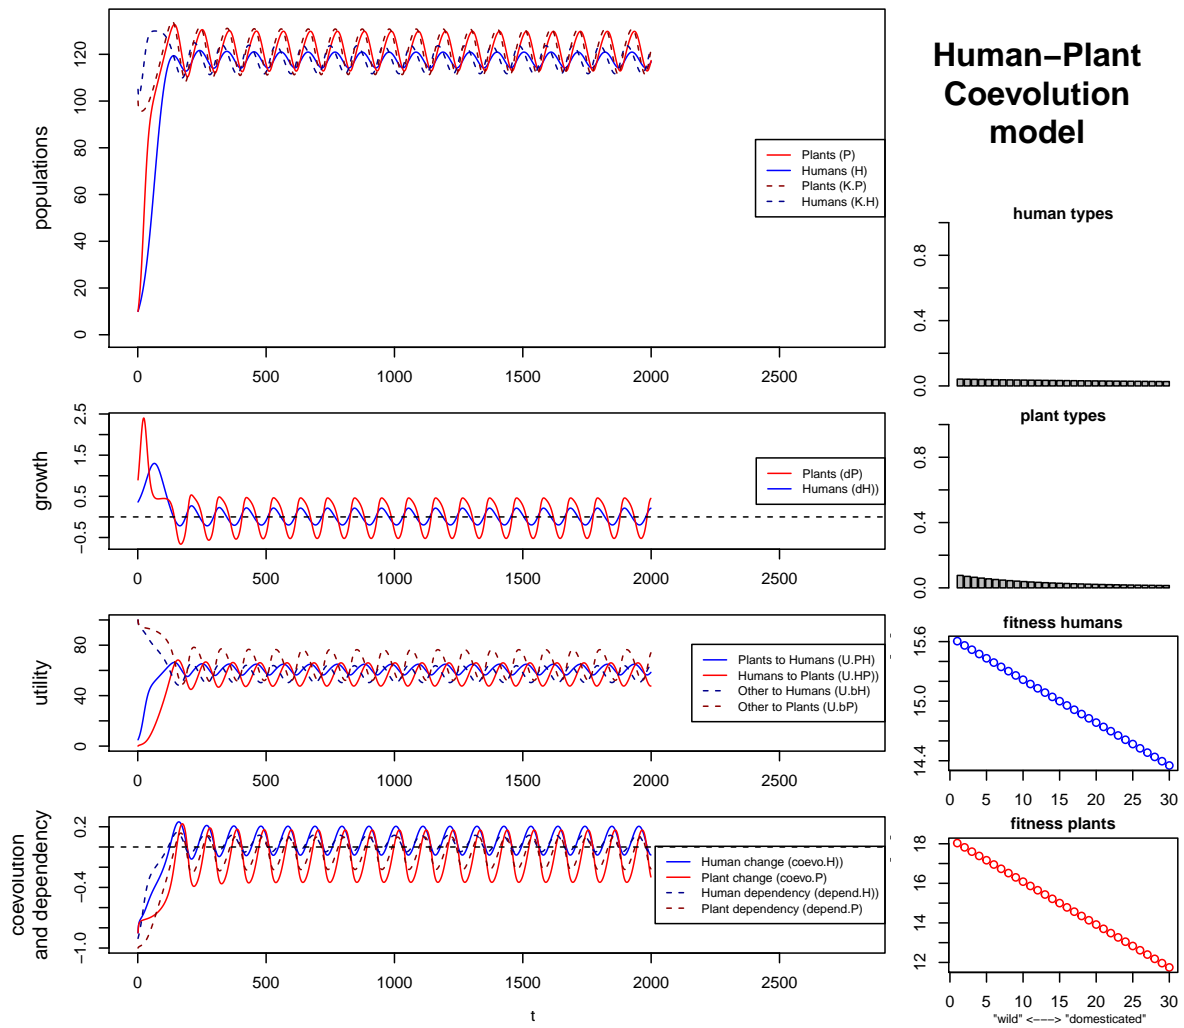 Human−Plant
Coevolution
model
populations
0
20
40
60
80
100
120
0
500
1000
1500
2000
2500
Plants (P)
Humans (H)
Plants (K.P)
Humans (K.H)
growth
−0.5
0.5
1.5
2.5
0
500
1000
1500
2000
2500
Plants (dP)
Humans (dH))
utility
0
40
80
0
500
1000
1500
2000
2500
Plants to Humans (U.PH)
Humans to Plants (U.HP))
Other to Humans (U.bH)
Other to Plants (U.bP)
coevolution
and dependency
−1.0
−0.4
0.2
0
500
1000
1500
2000
2500
t
Human change (coevo.H))
Plant change (coevo.P)
Human dependency (depend.H))
Plant dependency (depend.P)
human types
0.0
0.4
0.8
plant types
0.0
0.4
0.8
fitness humans
14.4
15.0
15.6
0
5
10
15
20
25
30
fitness plants
12
14
16
18
0
5
10
15
20
25
30
"wild" <−−−−> "domesticated"